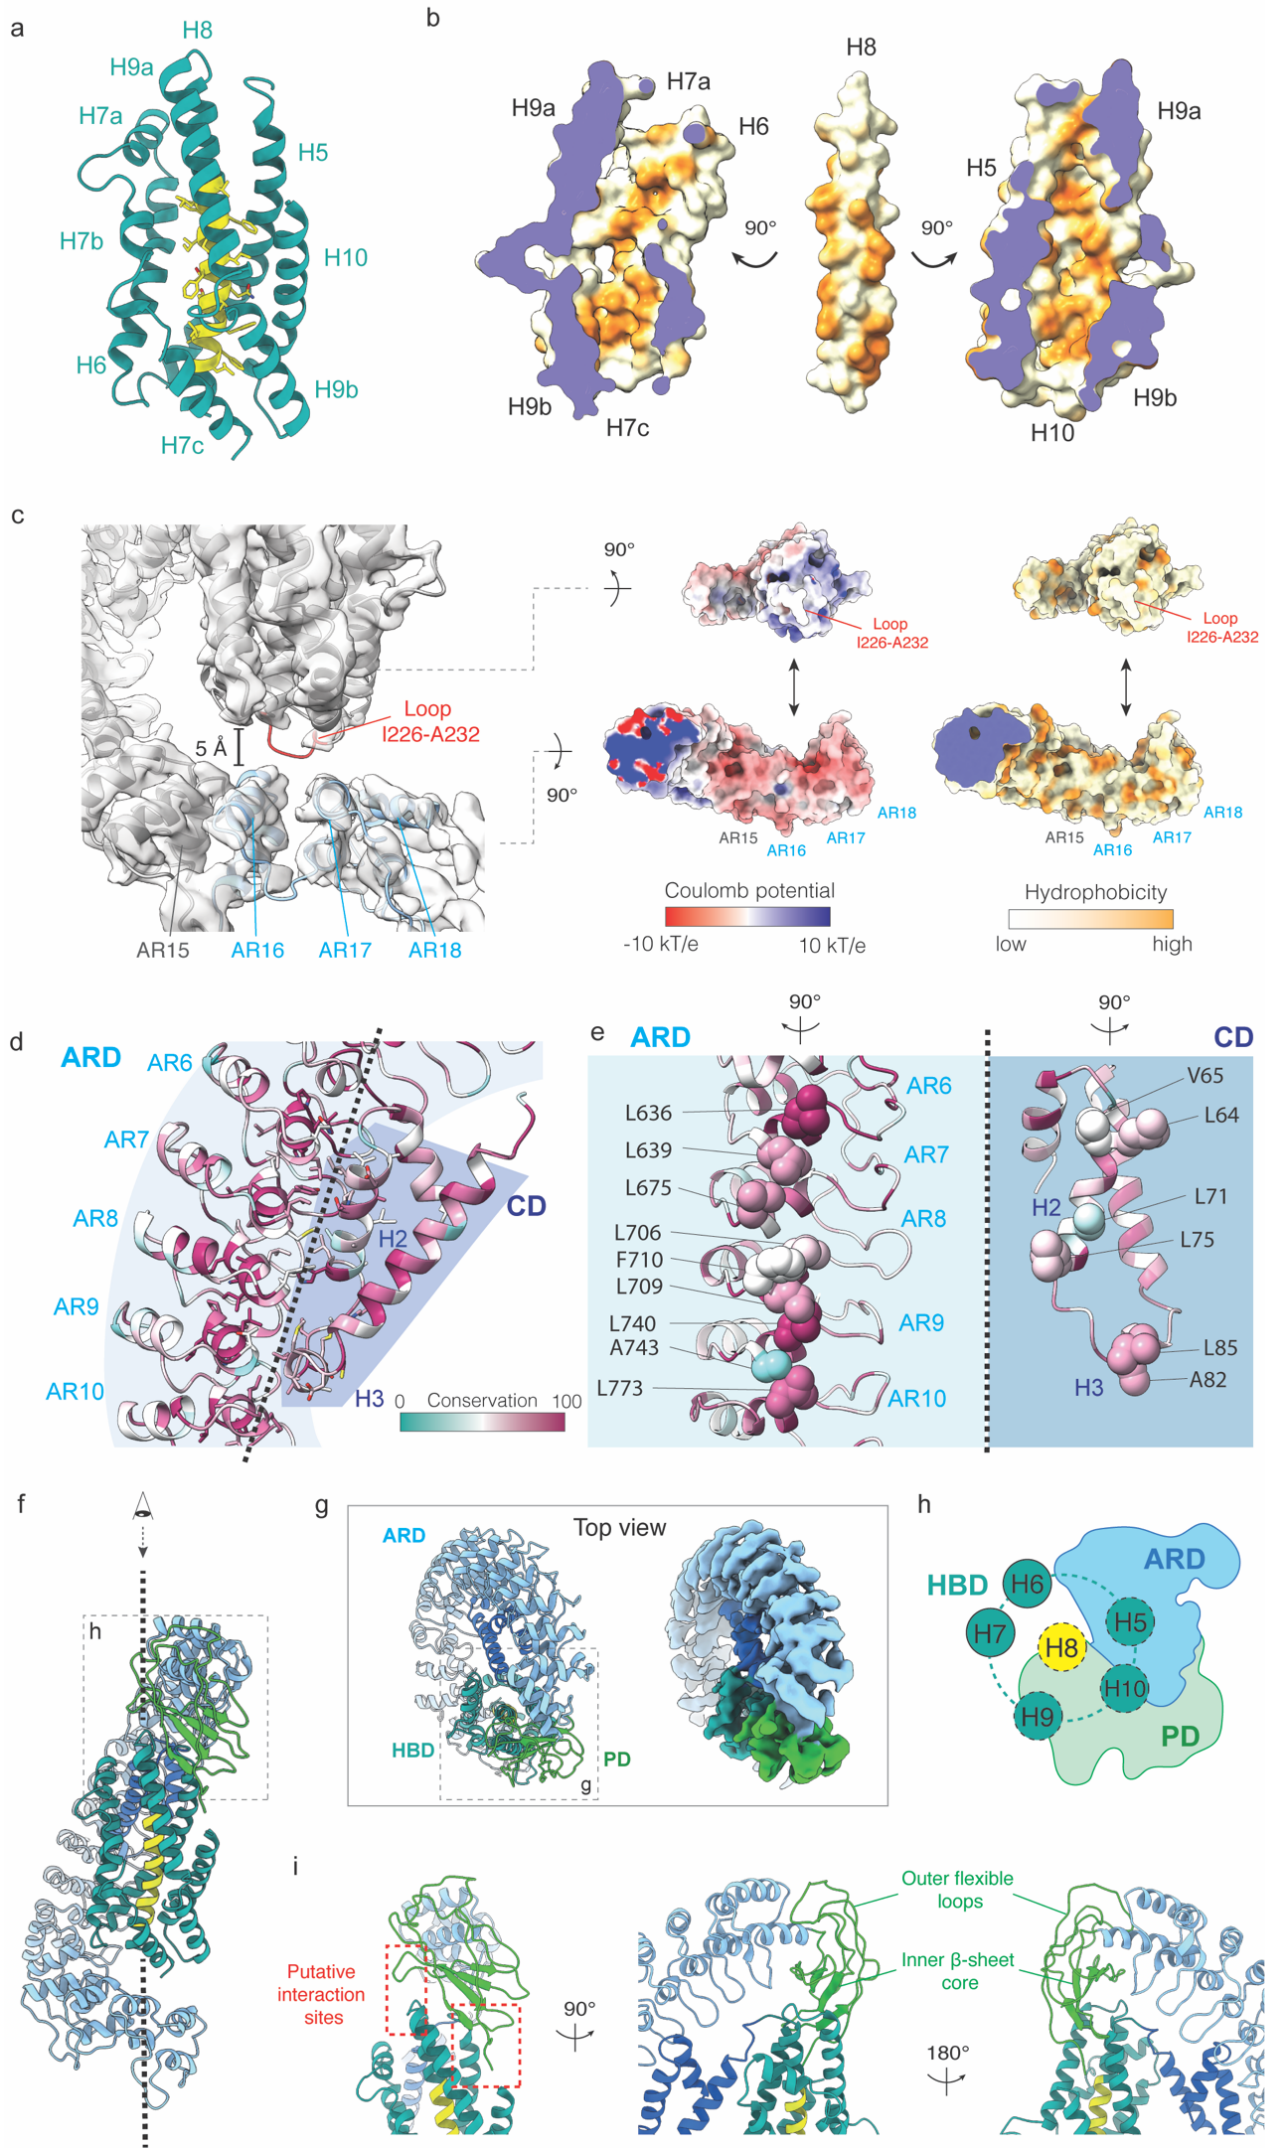 a
H8
H9a
H7a
H5
H7b
H10
H6
H9b
H7c
b
H8
H7a
H9a
H6
H9a
H5
90°
90°
H9b
H7c
H9b
H10
c
5 Å
Loop
I226-A232
AR15
AR16
AR17
AR18
90°
90°
Loop
I226-A232
Loop
I226-A232
AR15
AR16
AR17
AR18
AR15
AR16
AR17
AR18
Coulomb potential
-10 kT/e
10 kT/e
Hydrophobicity
low
high
d
ARD
AR6
AR7
AR8
AR9
AR10
CD
H2
H3
0
Conservation
100
e
ARD
90°
90°
CD
L636
L639
L675
L706
F710
L709
L740
A743
L773
AR6
AR7
AR8
AR9
AR10
V65
L64
H2
L71
L75
L85
A82
H3
f
h
g
Top view
ARD
HBD
PD
g
h
HBD
ARD
H6
H7
H5
H8
H10
H9
PD
i
Putative
interaction
sites
90°
Outer flexible
loops
Inner β-sheet
core
180°